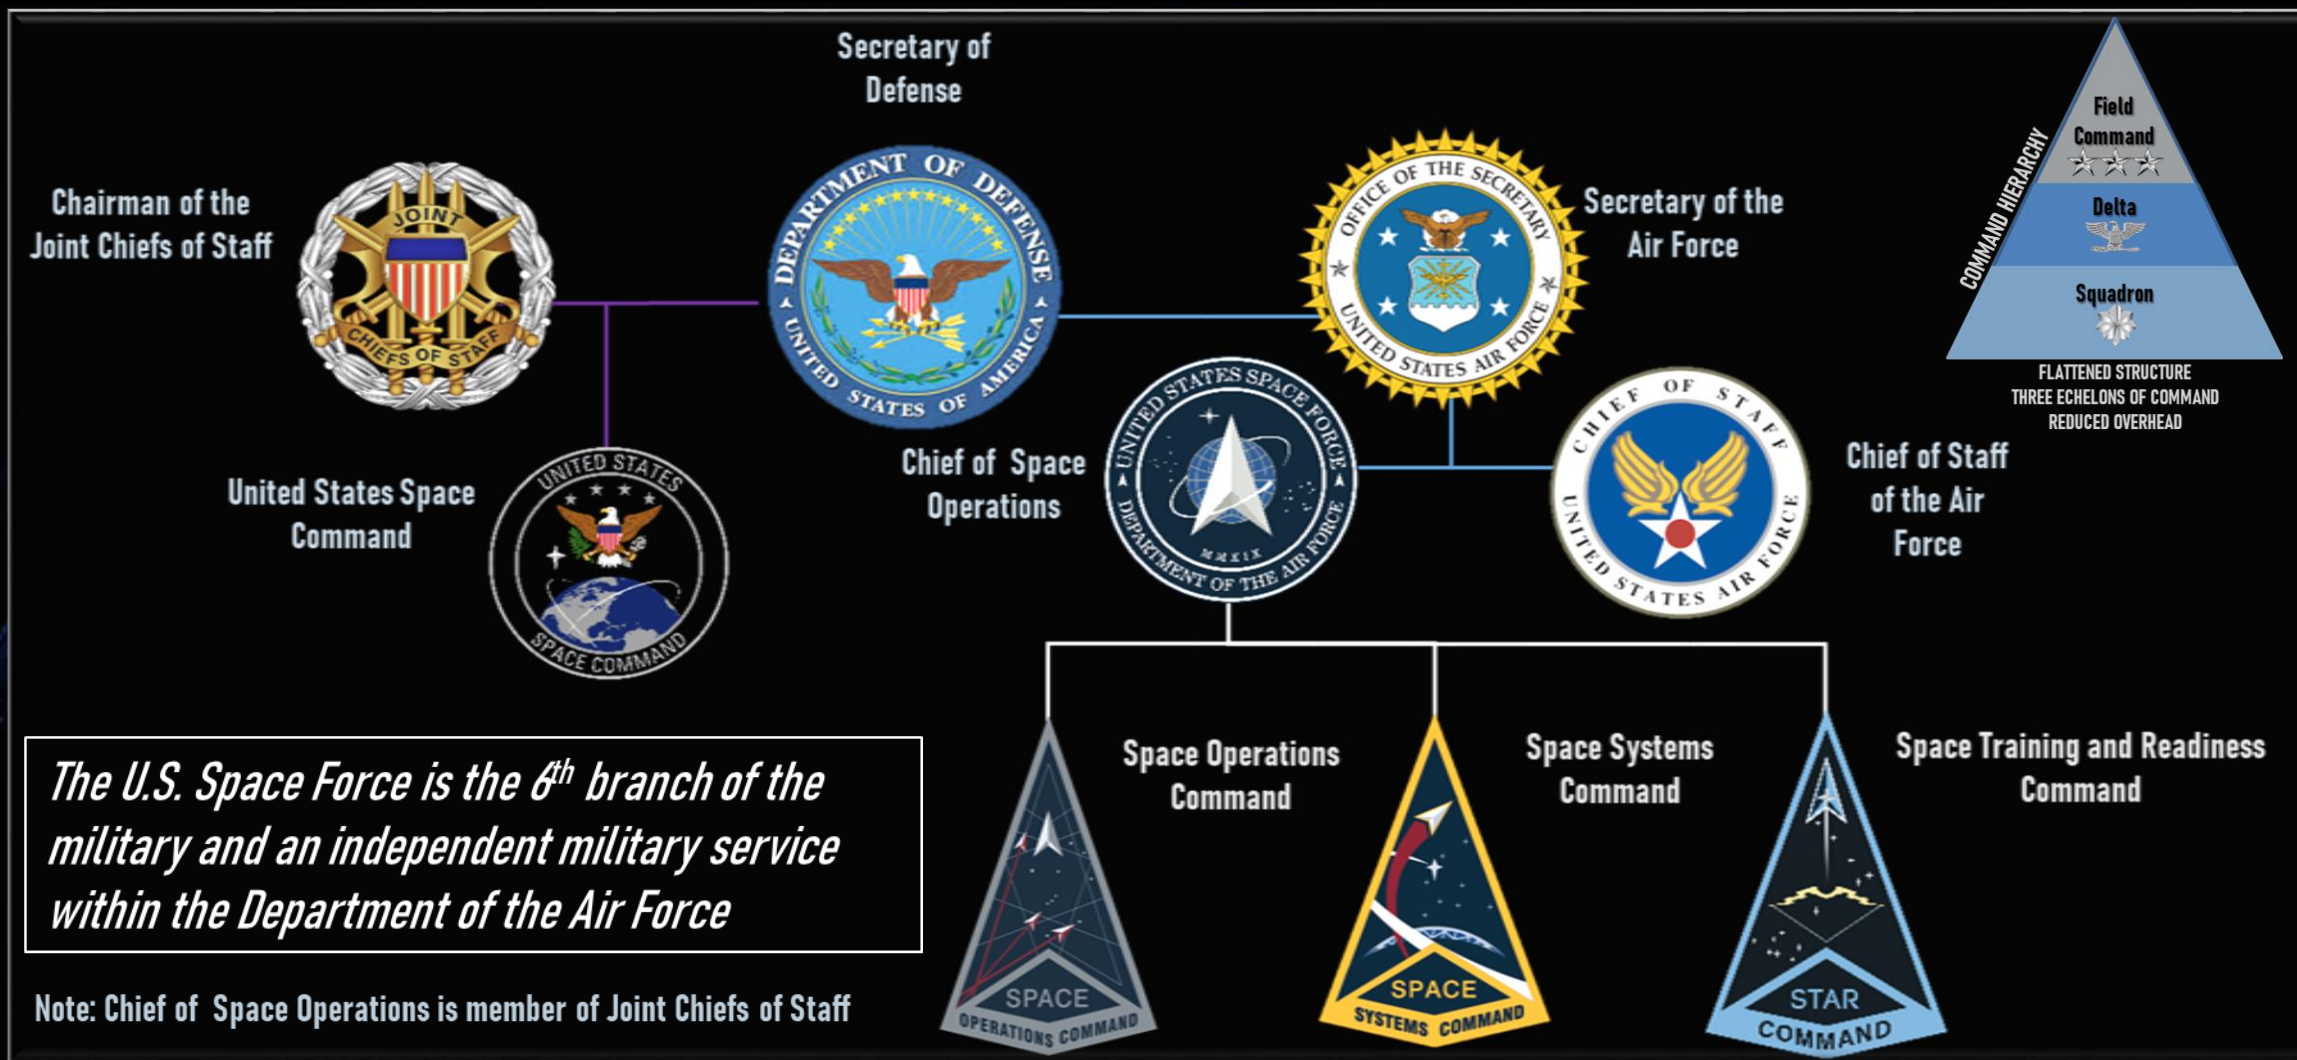 Secretary of
Defense
Chairman of the
Joint Chiefs of Staff
JOINT
CHIEFS OF STAFF
DEPARTMENT OF DEFENSE
UNITED STATES OF AMERICA
OFFICE OF THE SECRETARY
UNITED STATES AIR FORCE
Secretary of the
Air Force
COMMAND HIERARCHY
Field
Command
Delta
Squadron
FLATTENED STRUCTURE
THREE ECHELONS OF COMMAND
REDUCED OVERHEAD
United States Space
Command
UNITED STATES
SPACE COMMAND
Chief of Space
Operations
UNITED STATES SPACE FORCE
DEPARTMENT OF THE AIR FORCE
MMXIX
CHIEF OF STAFF
UNITED STATES AIR FORCE
Chief of Staff
of the Air
Force
The U.S. Space Force is the 6th branch of the
military and an independent military service
within the Department of the Air Force
Note: Chief of Space Operations is member of Joint Chiefs of Staff
Space Operations
Command
SPACE
OPERATIONS COMMAND
Space Systems
Command
SPACE
SYSTEMS COMMAND
Space Training and Readiness
Command
STAR
COMMAND